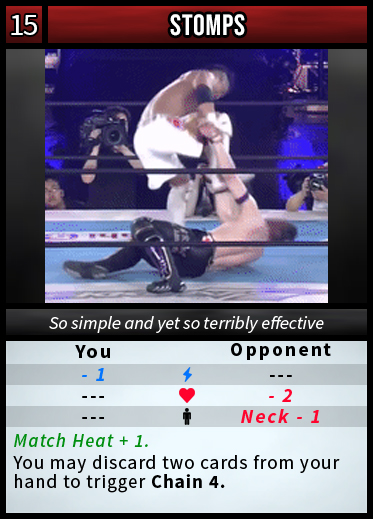 15 STOMPS
So simple and yet so terribly effective
You Opponent
- 1 ---
--- - 2
--- Neck - 1
Match Heat + 1.
You may discard two cards from your
hand to trigger Chain 4.